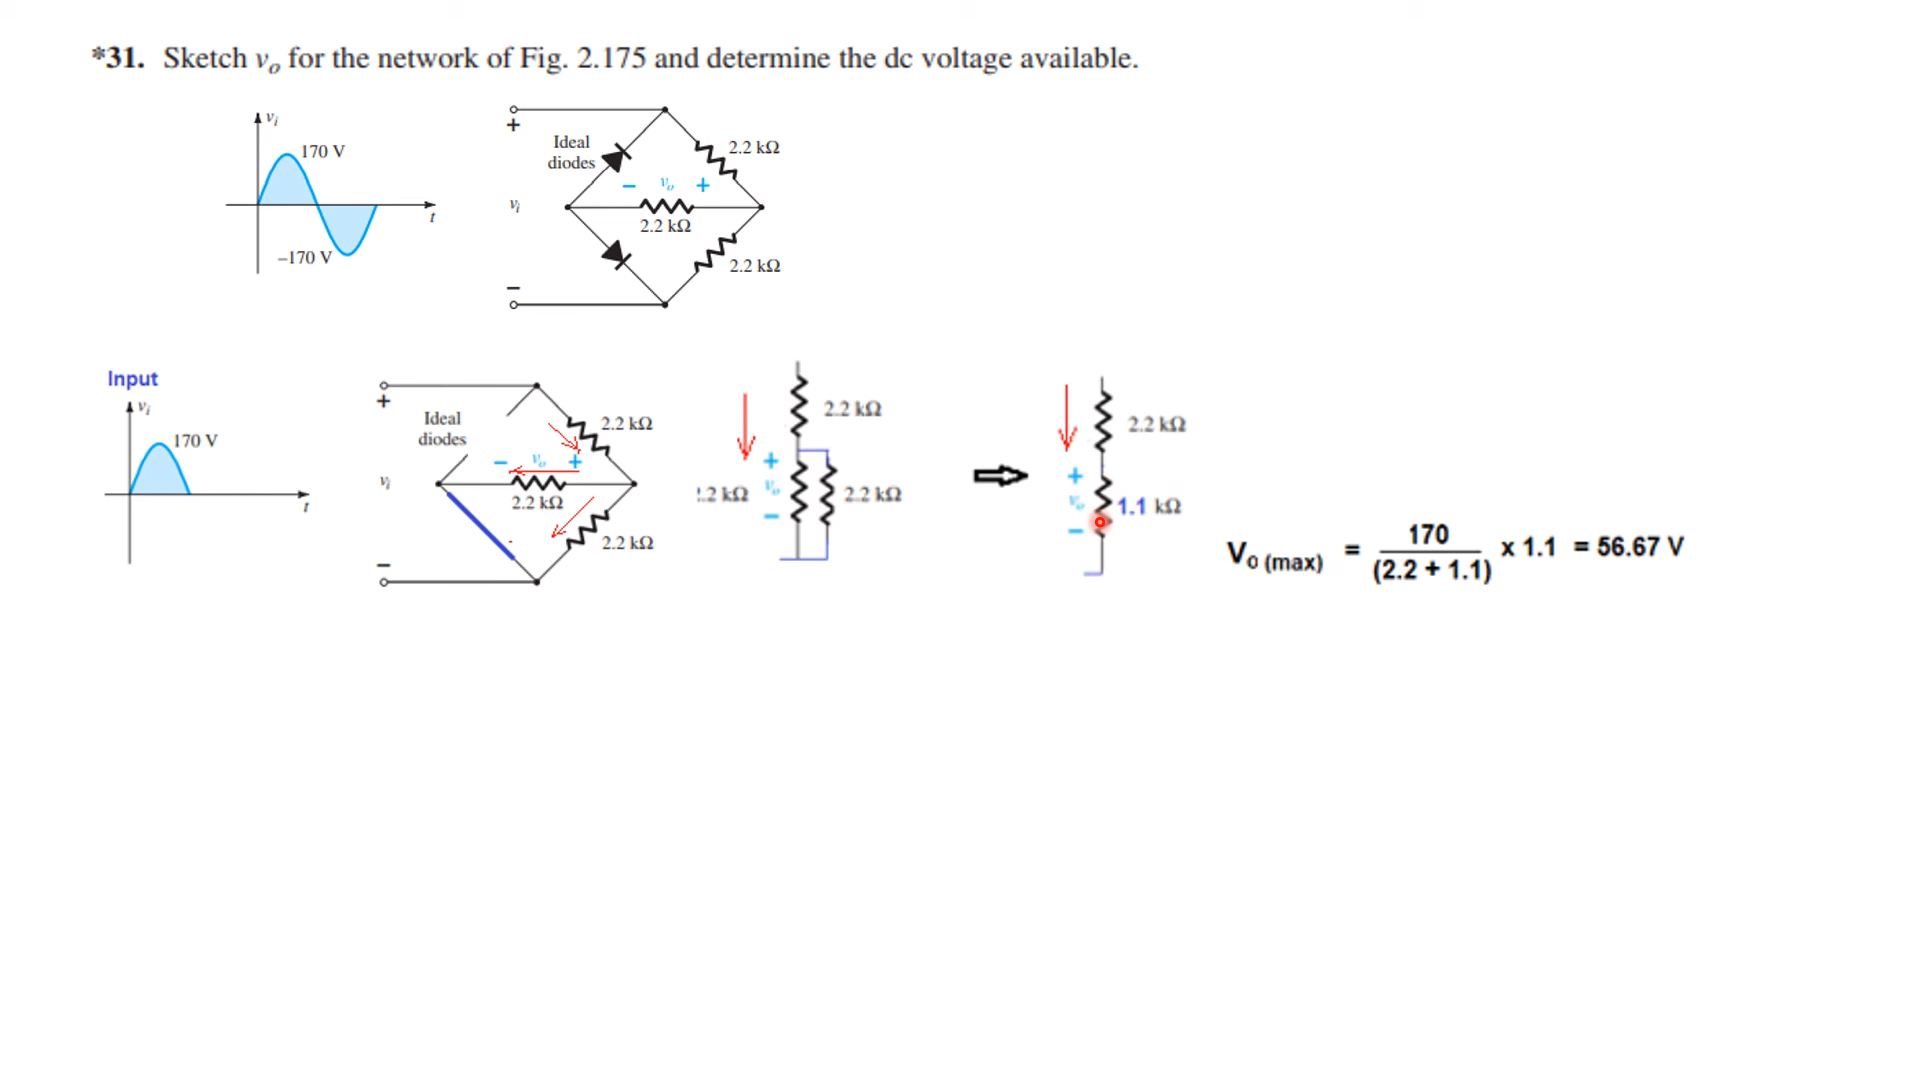 *31. Sketch vo for the network of Fig. 2.175 and determine the dc voltage available.
vi
170 V
−170 V
t
+
Ideal
diodes
2.2 kΩ
− vo +
vi
2.2 kΩ
2.2 kΩ
−
Input
vi
170 V
t
+
Ideal
diodes
2.2 kΩ
− vo +
vi
2.2 kΩ
2.2 kΩ
−
2.2 kΩ
+
.2 kΩ
vo
2.2 kΩ
−
2.2 kΩ
+
vo
1.1 kΩ
−
Vo (max) = 170 / (2.2 + 1.1) x 1.1 = 56.67 V